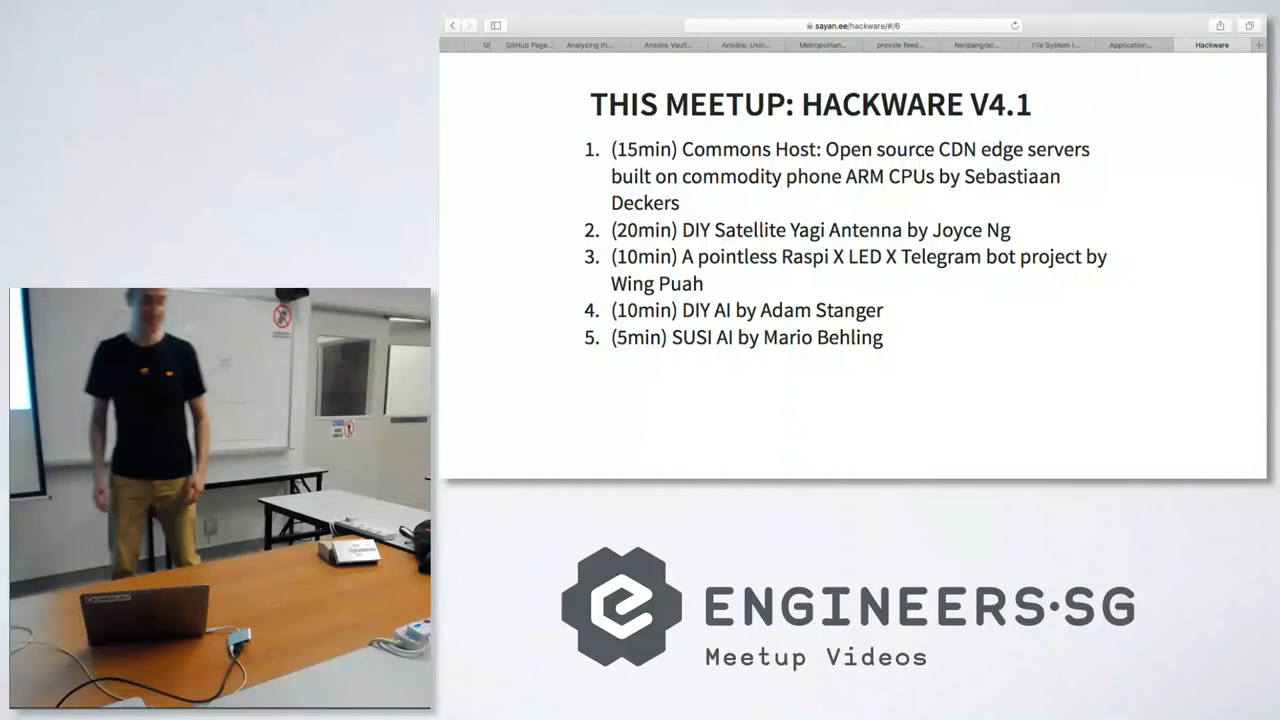 sayan.ee/hackware/#/6
GitHub Page... Analyzing th... Ansible Vault... Ansible: Usin... Metropolitan... provide feed... Neilpang/ac... File System |... Application... Hackware
THIS MEETUP: HACKWARE V4.1
1. (15min) Commons Host: Open source CDN edge servers
built on commodity phone ARM CPUs by Sebastiaan
Deckers
2. (20min) DIY Satellite Yagi Antenna by Joyce Ng
3. (10min) A pointless Raspi X LED X Telegram bot project by
Wing Puah
4. (10min) DIY AI by Adam Stanger
5. (5min) SUSI AI by Mario Behling
ENGINEERS·SG
Meetup Videos